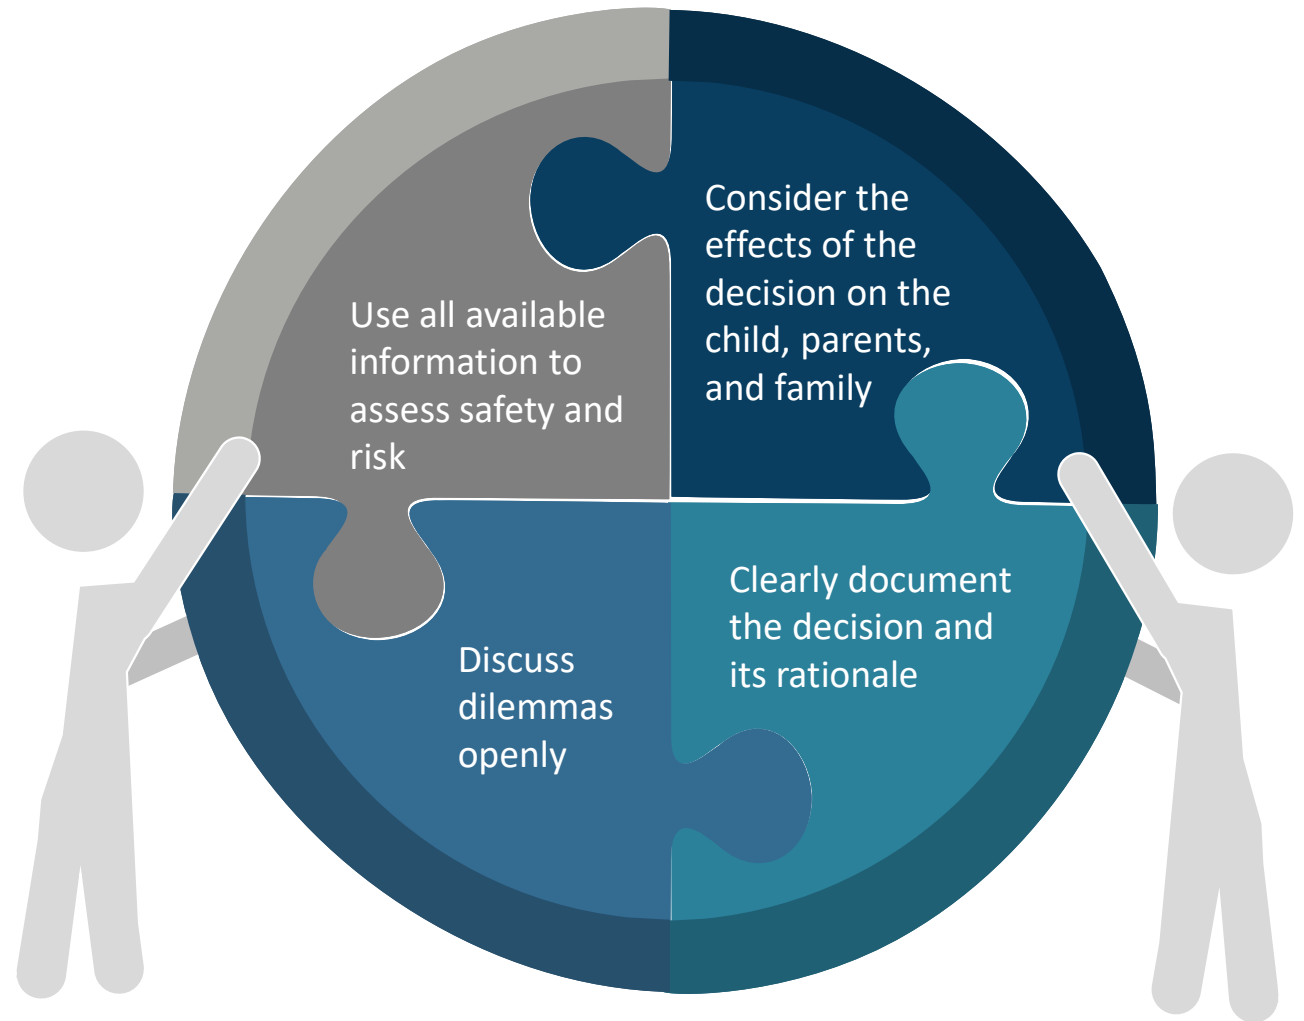 Use all available
information to
assess safety and
risk
Consider the
effects of the
decision on the
child, parents,
and family
Discuss
dilemmas
openly
Clearly document
the decision and
its rationale